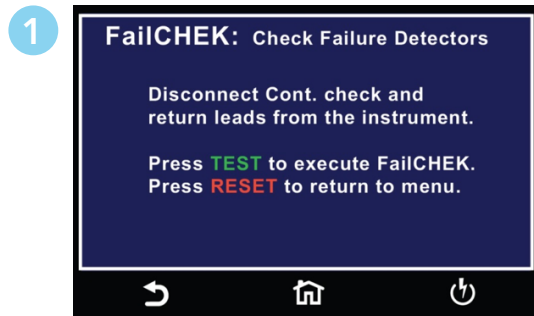 1
FailCHEK: Check Failure Detectors
Disconnect Cont. check and
return leads from the instrument.
Press TEST to execute FailCHEK.
Press RESET to return to menu.